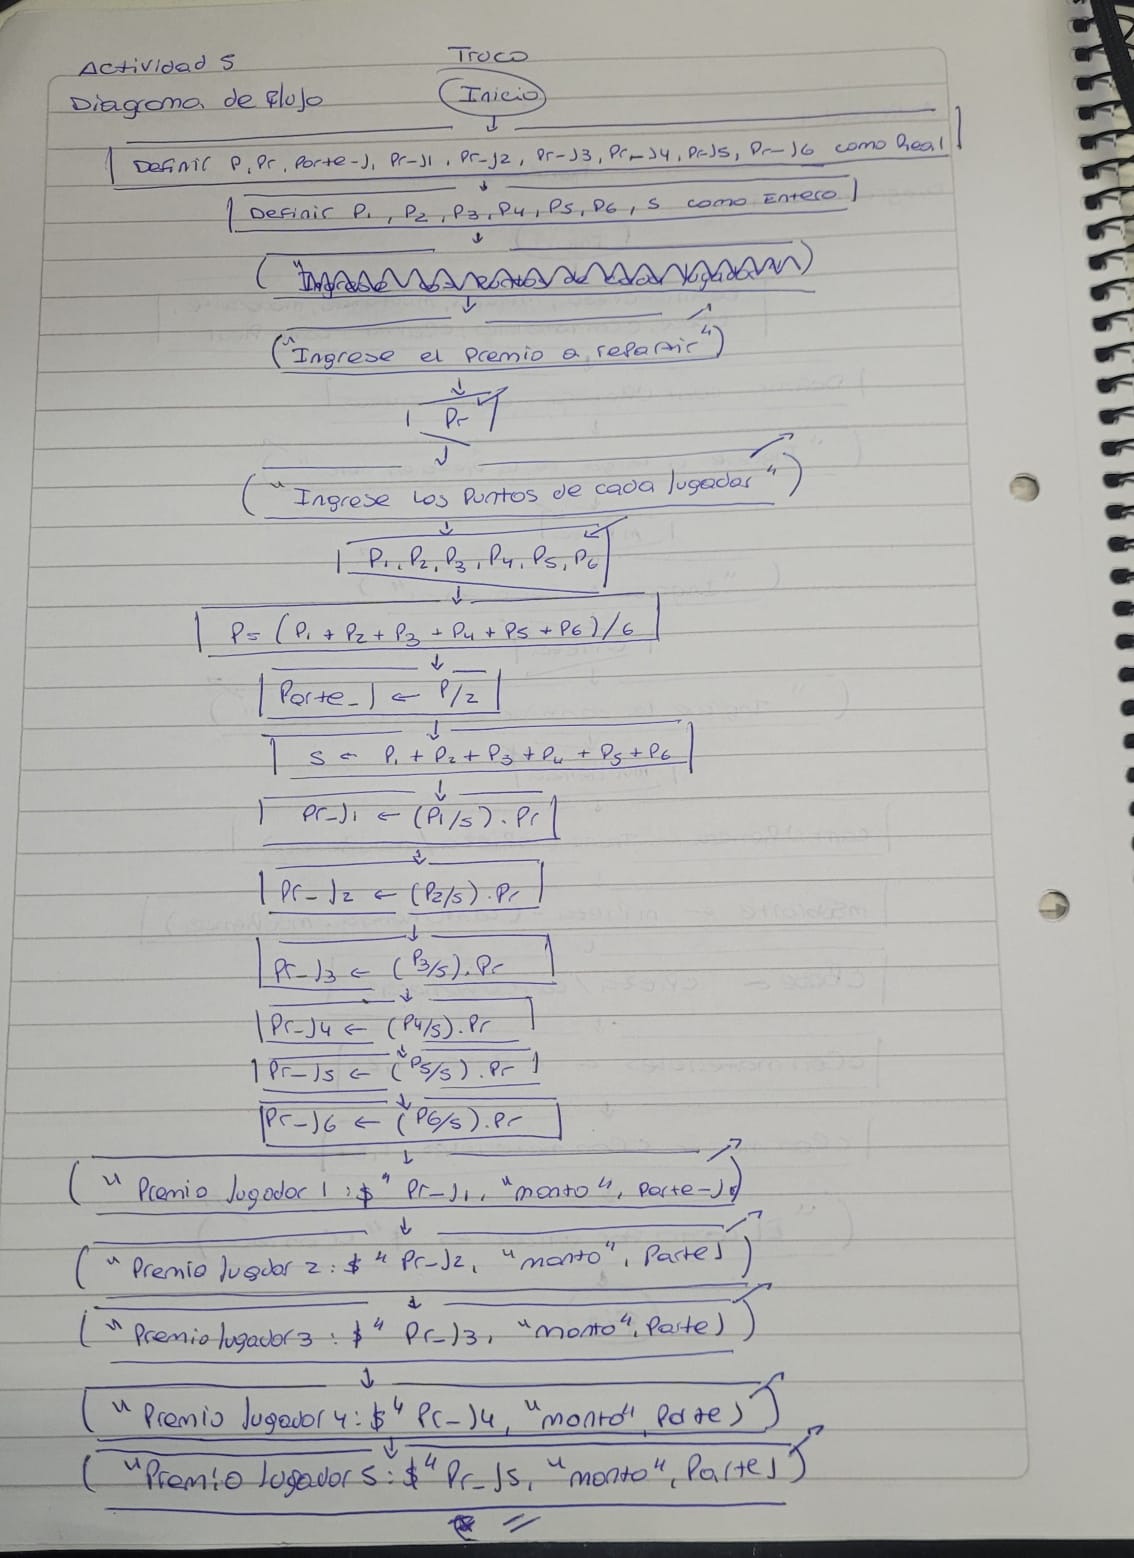 Actividad 5 Truco
Diagrama de flujo Inicio
Definir P, Pr, Parte-J, Pr-J1, Pr-J2, Pr-J3, Pr-J4, Pr-J5, Pr-J6 como Real
Definir P1, P2, P3, P4, P5, P6, S como Entero
"Ingrese el Premio a repartir"
Pr
"Ingrese los Puntos de cada jugador"
P1, P2, P3, P4, P5, P6
P= (P1 + P2 + P3 + P4 + P5 + P6)/6
Parte_J ← P/2
S ← P1 + P2 + P3 + P4 + P5 + P6
Pr-J1 ← (P1/S).Pr
Pr-J2 ← (P2/S).Pr
Pr-J3 ← (P3/S).Pr
Pr-J4 ← (P4/S).Pr
Pr-J5 ← (P5/S).Pr
Pr-J6 ← (P6/S).Pr
"Premio Jugador 1:$" Pr-J1, "monto", Parte-J
"Premio Jugador 2:$" Pr-J2, "monto", ParteJ
"Premio Jugador 3:$" Pr-J3, "monto", ParteJ
"Premio Jugador 4:$" Pr-J4, "monto" ParteJ
"Premio Jugador 5:$" Pr-J5, "monto", ParteJ